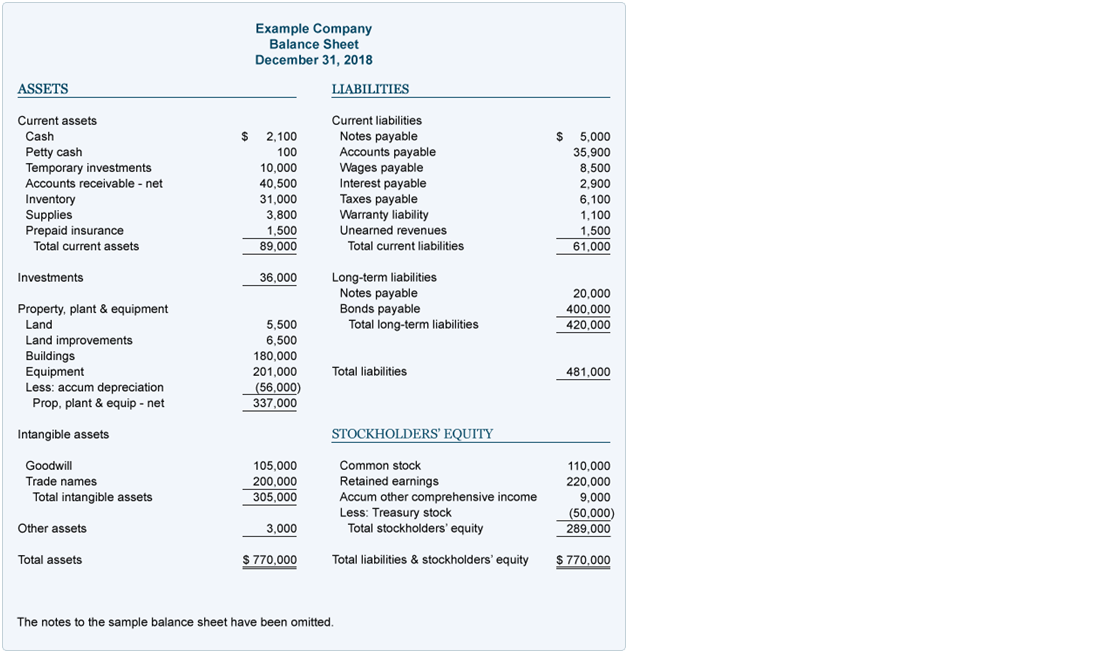 Example Company
Balance Sheet
December 31, 2018
ASSETS
Current assets
Cash $ 2,100
Petty cash 100
Temporary investments 10,000
Accounts receivable - net 40,500
Inventory 31,000
Supplies 3,800
Prepaid insurance 1,500
Total current assets 89,000
Investments 36,000
Property, plant & equipment
Land 5,500
Land improvements 6,500
Buildings 180,000
Equipment 201,000
Less: accum depreciation (56,000)
Prop, plant & equip - net 337,000
Intangible assets
Goodwill 105,000
Trade names 200,000
Total intangible assets 305,000
Other assets 3,000
Total assets $ 770,000
LIABILITIES
Current liabilities
Notes payable $ 5,000
Accounts payable 35,900
Wages payable 8,500
Interest payable 2,900
Taxes payable 6,100
Warranty liability 1,100
Unearned revenues 1,500
Total current liabilities 61,000
Long-term liabilities
Notes payable 20,000
Bonds payable 400,000
Total long-term liabilities 420,000
Total liabilities 481,000
STOCKHOLDERS' EQUITY
Common stock 110,000
Retained earnings 220,000
Accum other comprehensive income 9,000
Less: Treasury stock (50,000)
Total stockholders' equity 289,000
Total liabilities & stockholders' equity $ 770,000
The notes to the sample balance sheet have been omitted.